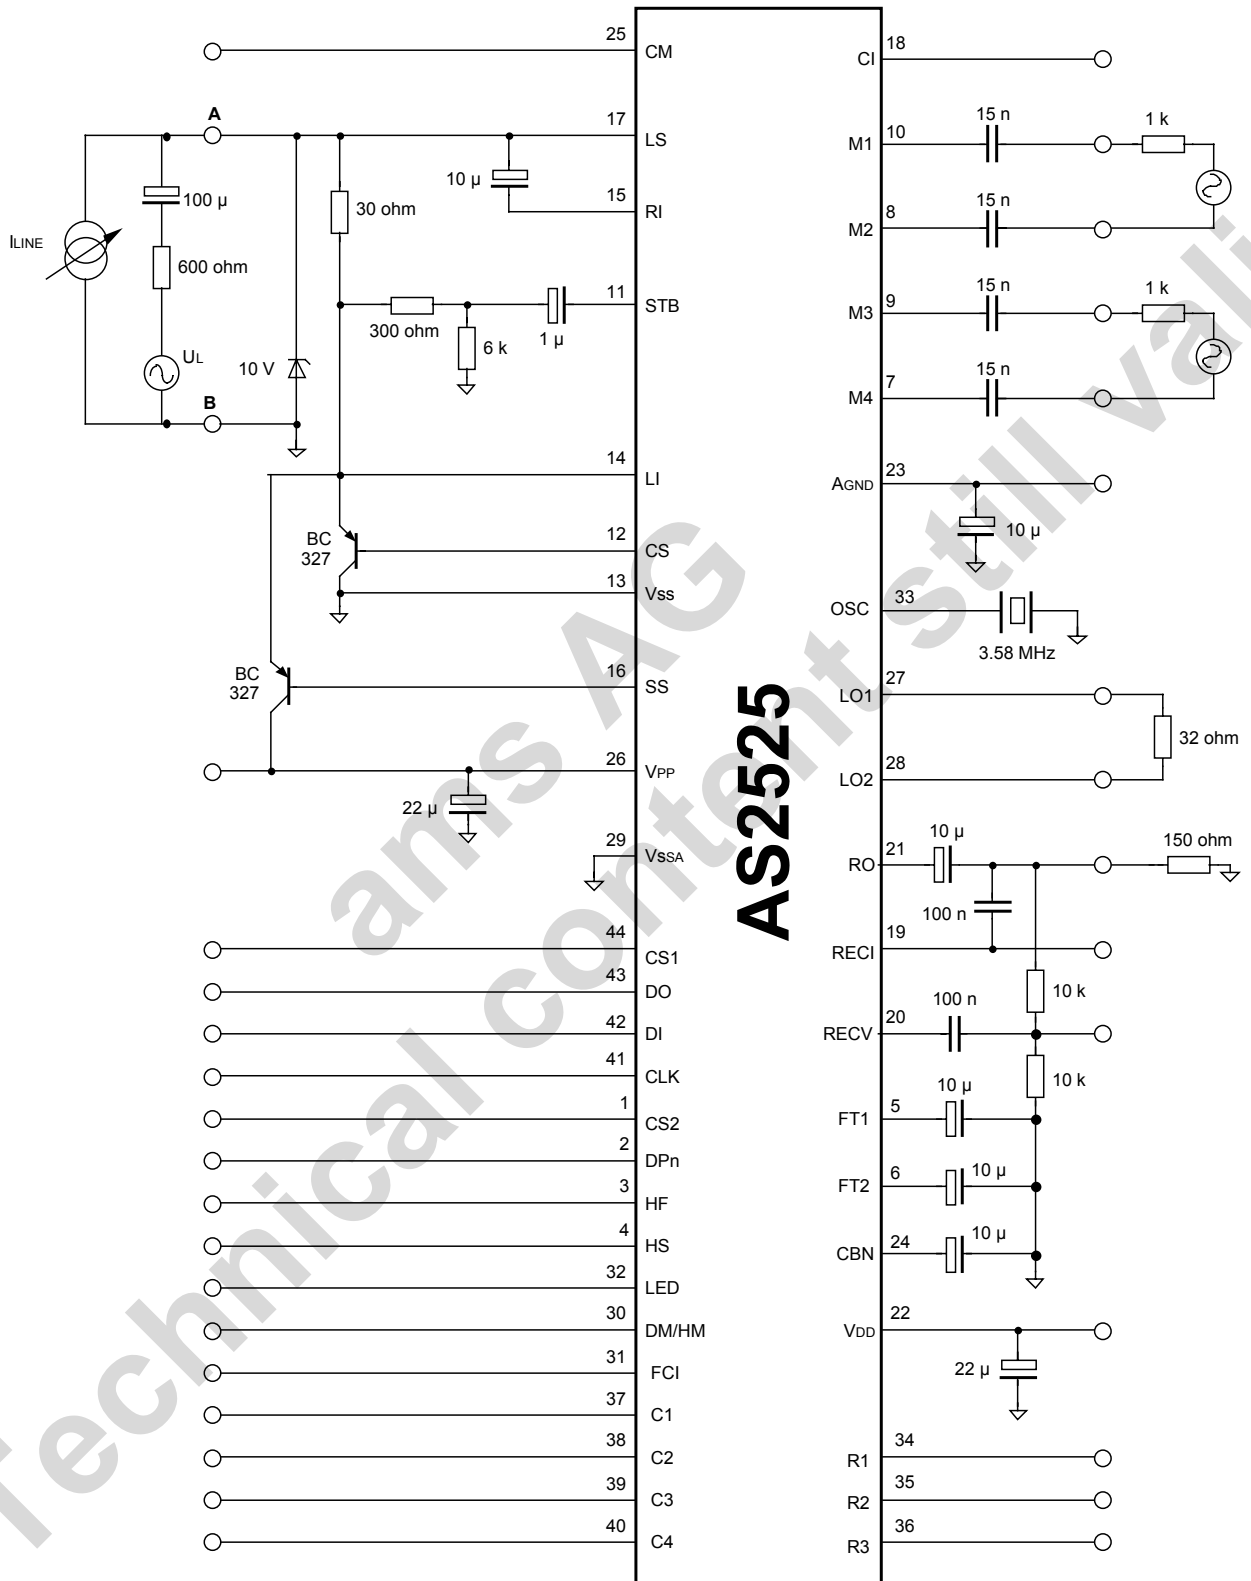 25
CM
18
CI
A
17
LS
15 n
10
M1
1 k
100 µ
10 µ
15
RI
30 ohm
15 n
8
M2
ILINE
600 ohm
11
STB
300 ohm
6 k
1 µ
15 n
9
M3
1 k
UL
10 V
B
15 n
7
M4
14
LI
23
AGND
10 µ
BC
327
12
CS
13
Vss
33
OSC
3.58 MHz
BC
327
16
SS
27
LO1
32 ohm
28
LO2
26
VPP
22 µ
29
VSSA
AS2525
10 µ
21
RO
150 ohm
100 n
19
RECI
10 k
100 n
20
RECV
10 k
10 µ
5
FT1
10 µ
6
FT2
10 µ
24
CBN
22
VDD
22 µ
44
CS1
43
DO
42
DI
41
CLK
1
CS2
2
DPn
3
HF
4
HS
32
LED
30
DM/HM
31
FCI
37
C1
38
C2
39
C3
40
C4
34
R1
35
R2
36
R3
ams AG
Technical content still vali